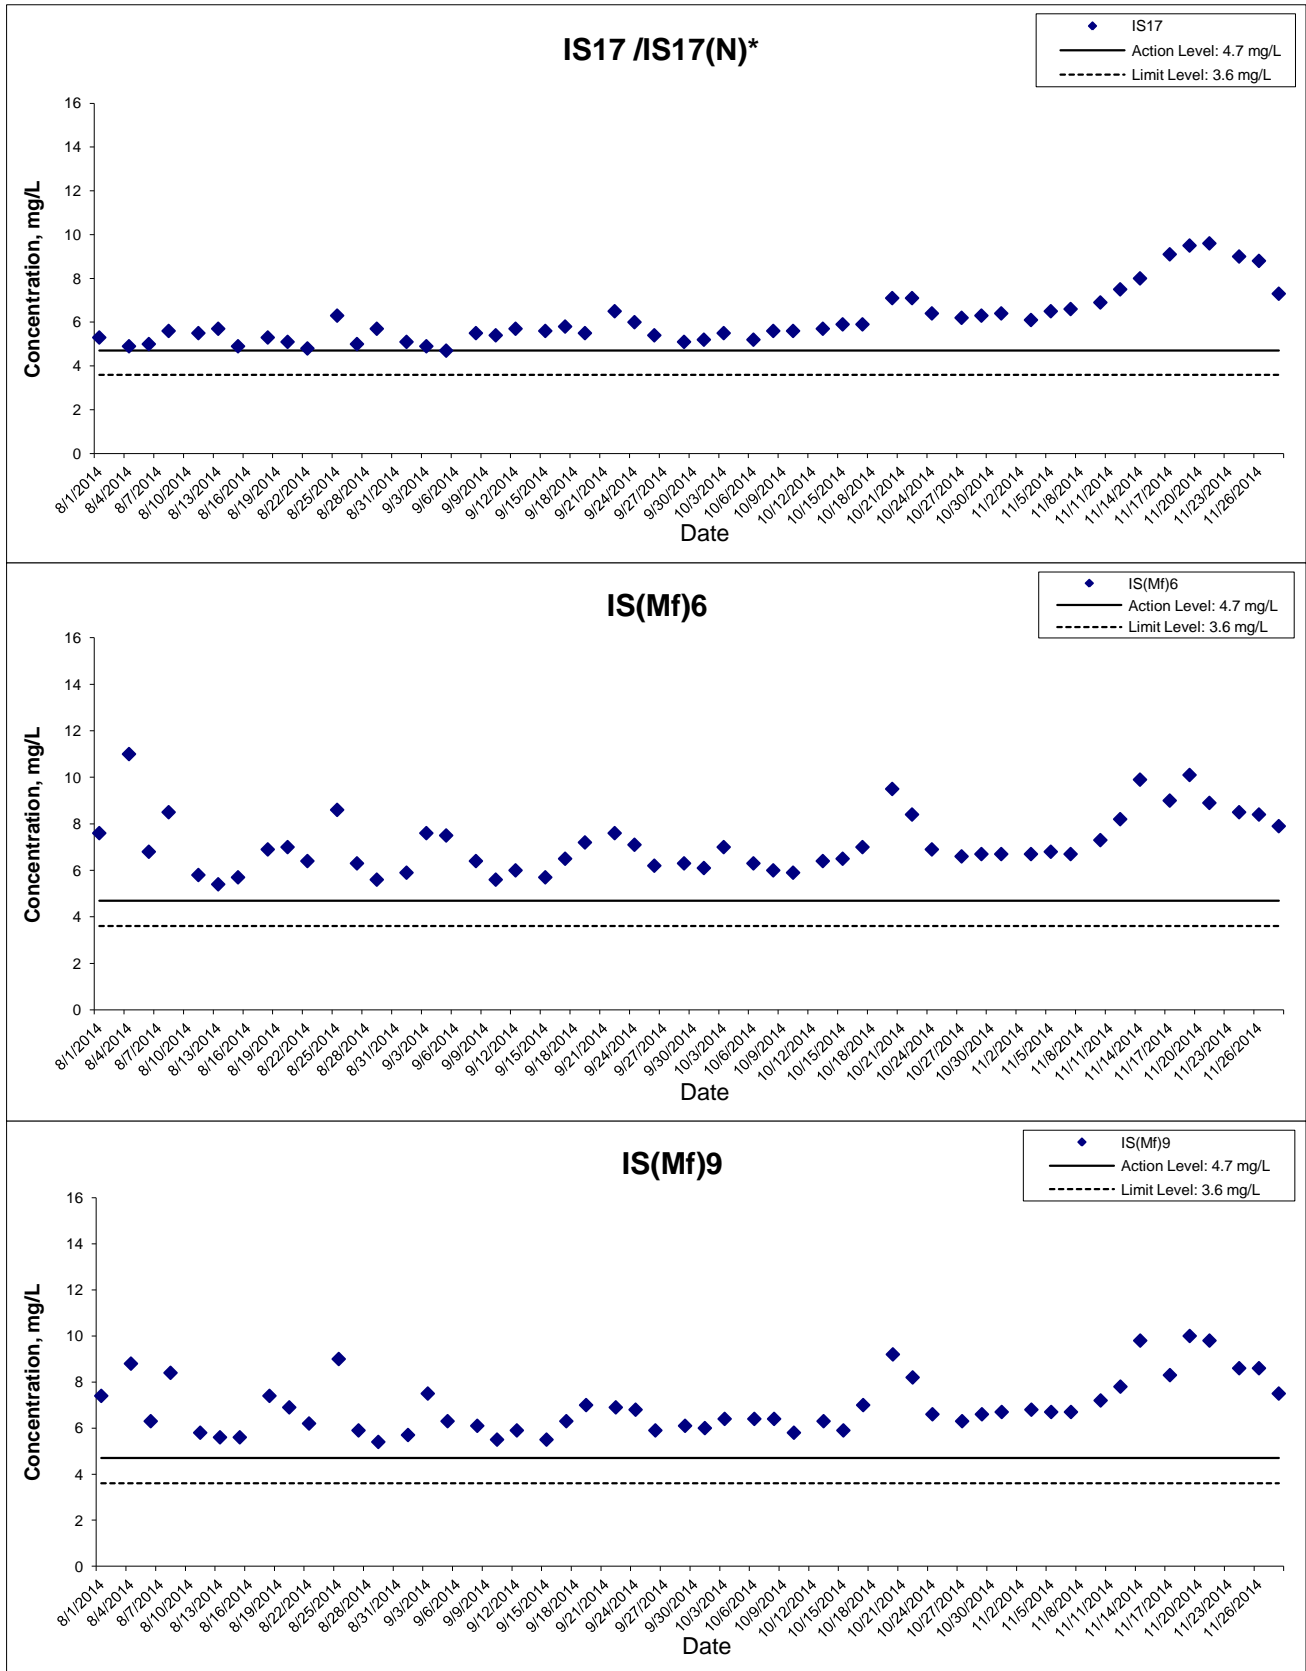 IS17 /IS17(N)*
IS17
Action Level: 4.7 mg/L
Limit Level: 3.6 mg/L
Concentration, mg/L
16
14
12
10
8
6
4
2
0
8/1/2014 8/4/2014 8/7/2014 8/10/2014 8/13/2014 8/16/2014 8/19/2014 8/22/2014 8/25/2014 8/28/2014 8/31/2014 9/3/2014 9/6/2014 9/9/2014 9/12/2014 9/15/2014 9/18/2014 9/21/2014 9/24/2014 9/27/2014 9/30/2014 10/3/2014 10/6/2014 10/9/2014 10/12/2014 10/15/2014 10/18/2014 10/21/2014 10/24/2014 10/27/2014 10/30/2014 11/2/2014 11/5/2014 11/8/2014 11/11/2014 11/14/2014 11/17/2014 11/20/2014 11/23/2014 11/26/2014
Date
IS(Mf)6
IS(Mf)6
Action Level: 4.7 mg/L
Limit Level: 3.6 mg/L
Concentration, mg/L
16
14
12
10
8
6
4
2
0
8/1/2014 8/4/2014 8/7/2014 8/10/2014 8/13/2014 8/16/2014 8/19/2014 8/22/2014 8/25/2014 8/28/2014 8/31/2014 9/3/2014 9/6/2014 9/9/2014 9/12/2014 9/15/2014 9/18/2014 9/21/2014 9/24/2014 9/27/2014 9/30/2014 10/3/2014 10/6/2014 10/9/2014 10/12/2014 10/15/2014 10/18/2014 10/21/2014 10/24/2014 10/27/2014 10/30/2014 11/2/2014 11/5/2014 11/8/2014 11/11/2014 11/14/2014 11/17/2014 11/20/2014 11/23/2014 11/26/2014
Date
IS(Mf)9
IS(Mf)9
Action Level: 4.7 mg/L
Limit Level: 3.6 mg/L
Concentration, mg/L
16
14
12
10
8
6
4
2
0
8/1/2014 8/4/2014 8/7/2014 8/10/2014 8/13/2014 8/16/2014 8/19/2014 8/22/2014 8/25/2014 8/28/2014 8/31/2014 9/3/2014 9/6/2014 9/9/2014 9/12/2014 9/15/2014 9/18/2014 9/21/2014 9/24/2014 9/27/2014 9/30/2014 10/3/2014 10/6/2014 10/9/2014 10/12/2014 10/15/2014 10/18/2014 10/21/2014 10/24/2014 10/27/2014 10/30/2014 11/2/2014 11/5/2014 11/8/2014 11/11/2014 11/14/2014 11/17/2014 11/20/2014 11/23/2014 11/26/2014
Date